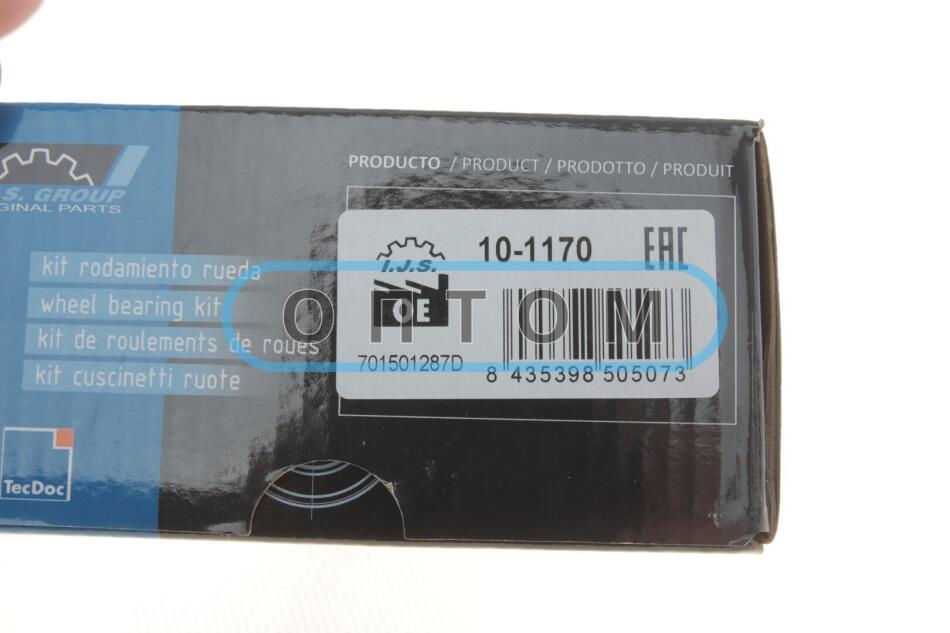 S. GROUP
GINAL PARTS
kit rodamiento rueda
wheel bearing kit
kit de roulements de roues
kit cuscinetti ruote
TecDoc
PRODUCTO / PRODUCT / PRODOTTO / PRODUIT
10-1170
EAC
I.J.S.
OE
701501287D
8 435398 505073
ОПТОМ